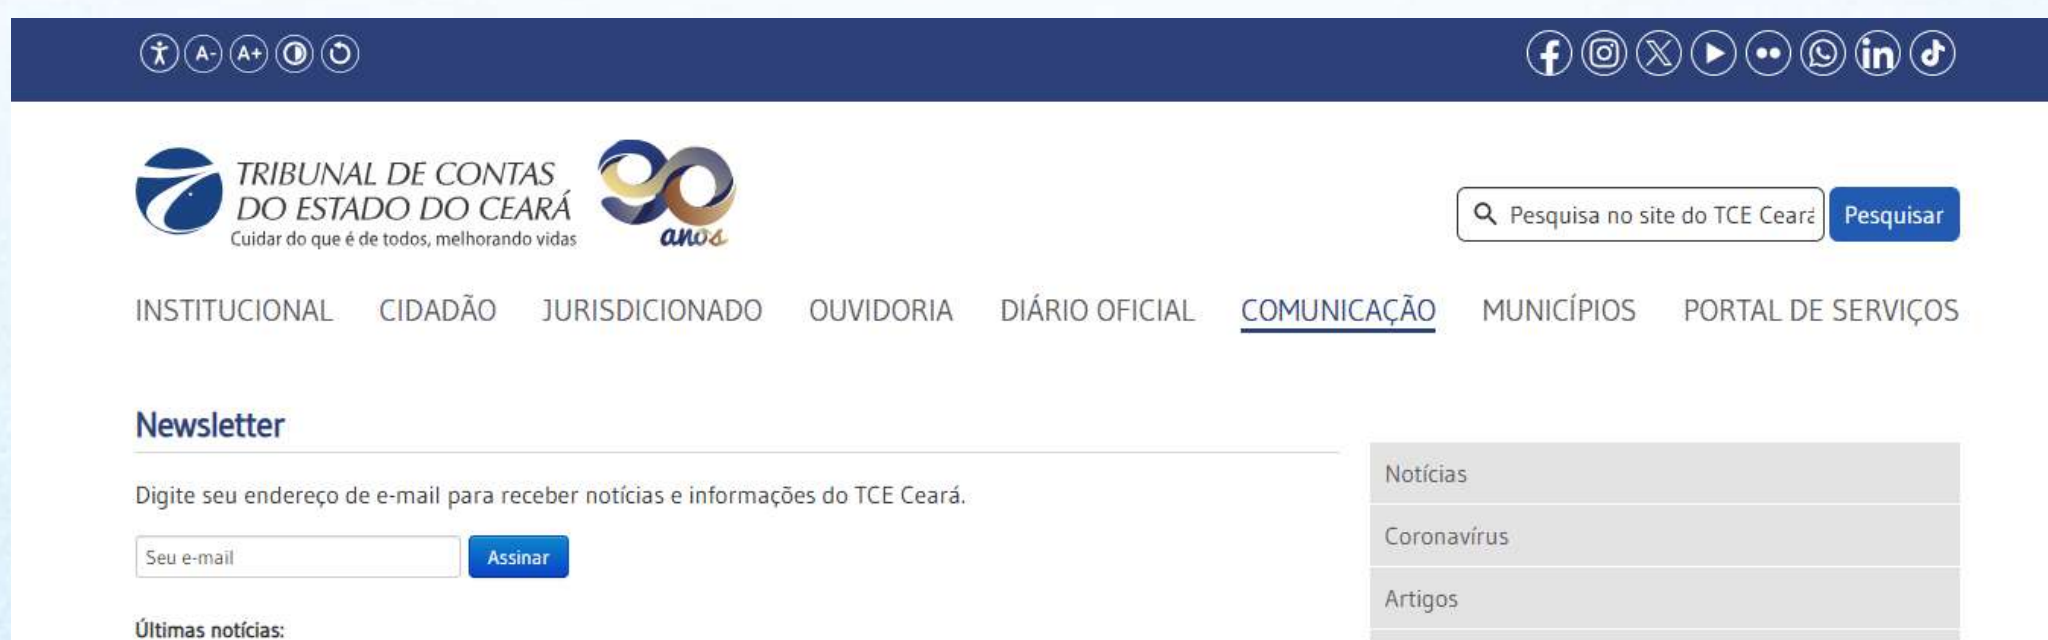 A- A+
TRIBUNAL DE CONTAS
DO ESTADO DO CEARÁ
Cuidar do que é de todos, melhorando vidas
90
anos
Pesquisa no site do TCE Ceará
Pesquisar
INSTITUCIONAL CIDADÃO JURISDICIONADO OUVIDORIA DIÁRIO OFICIAL COMUNICAÇÃO MUNICÍPIOS PORTAL DE SERVIÇOS
Newsletter
Digite seu endereço de e-mail para receber notícias e informações do TCE Ceará.
Seu e-mail
Assinar
Últimas notícias:
Notícias
Coronavírus
Artigos